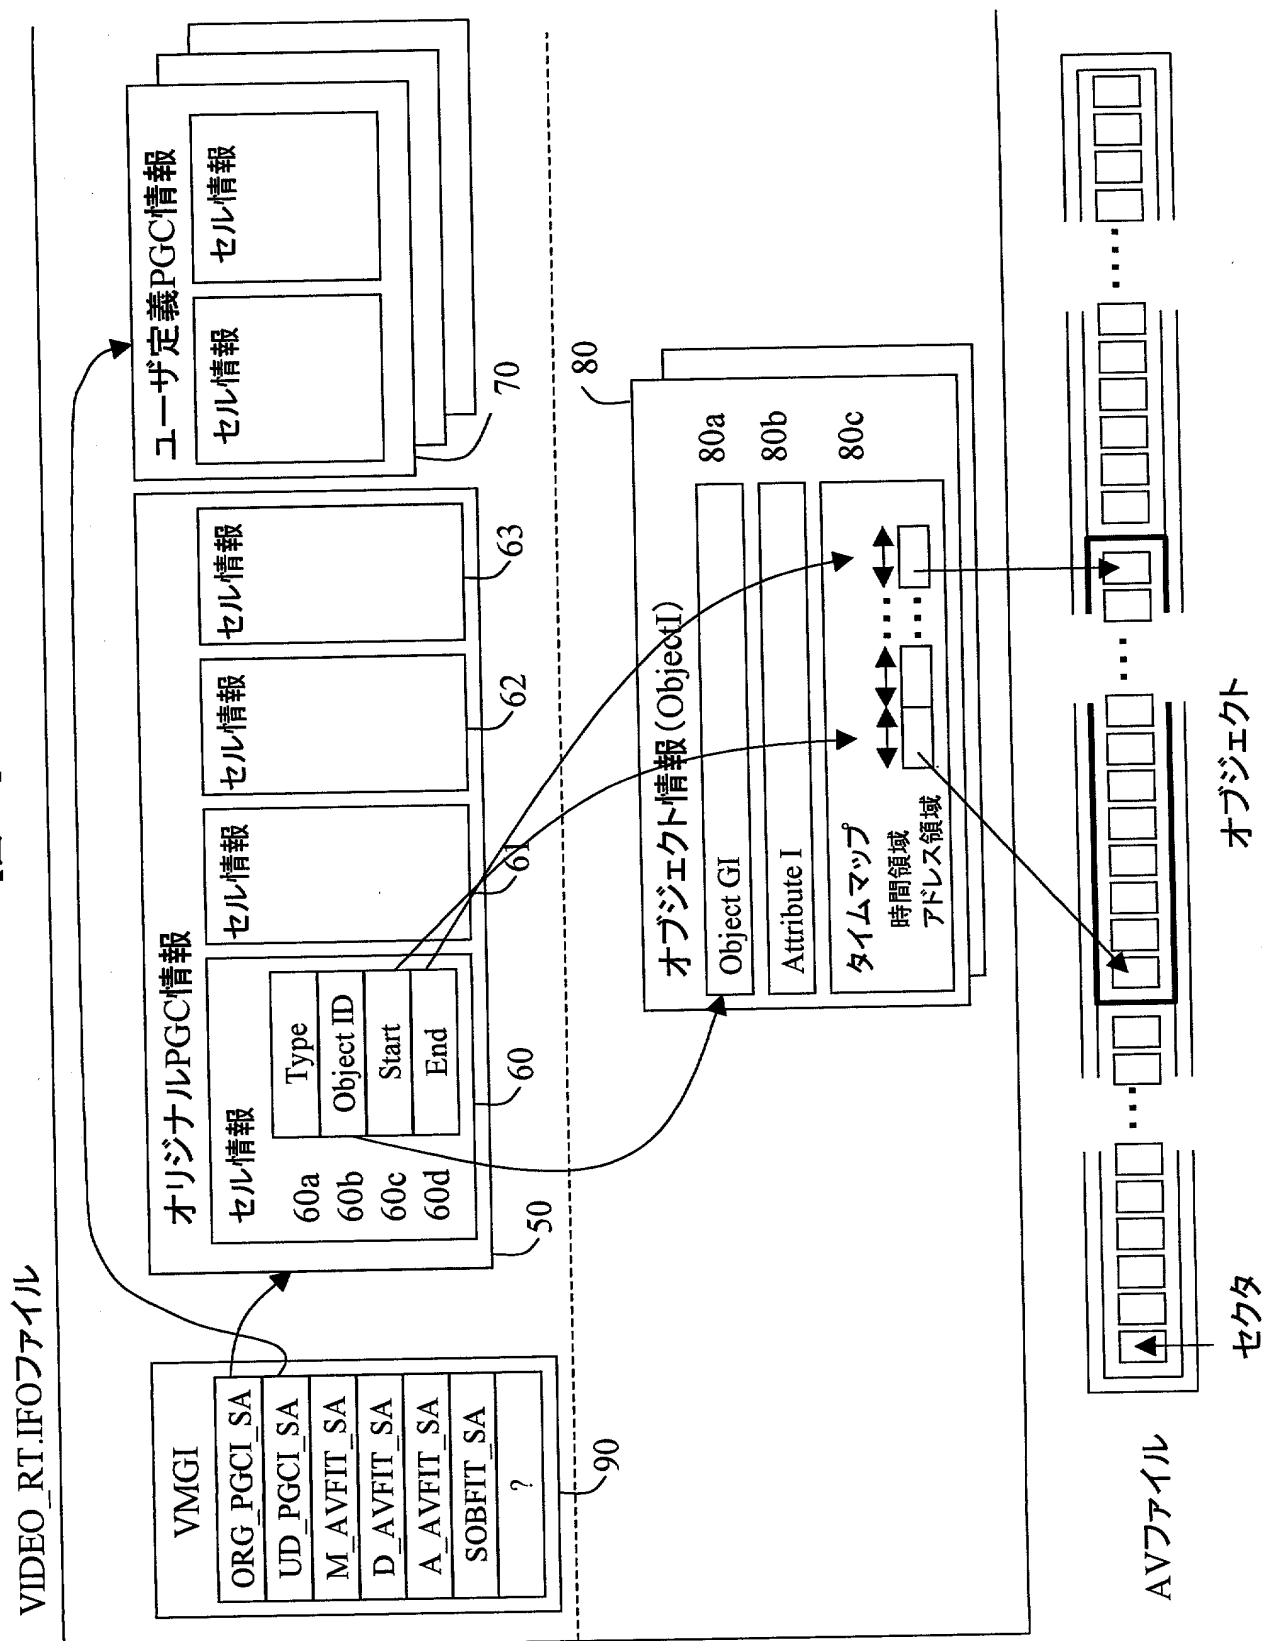 VIDEO_RT.IFOファイル
VMGI
ORG_PGCI_SA
UD_PGCI_SA
M_AVFIT_SA
D_AVFIT_SA
A_AVFIT_SA
SOBFIT_SA
?
90
オリジナルPGC情報
セル情報
60a
60b
60c
60d
Type
Object ID
Start
End
60
50
セル情報
61
セル情報
62
セル情報
63
ユーザ定義PGC情報
セル情報
セル情報
70
オブジェクト情報(ObjectI)
80
Object GI
80a
Attribute I
80b
タイムマップ
80c
時間領域
アドレス領域
AVファイル
セクタ
オブジェクト